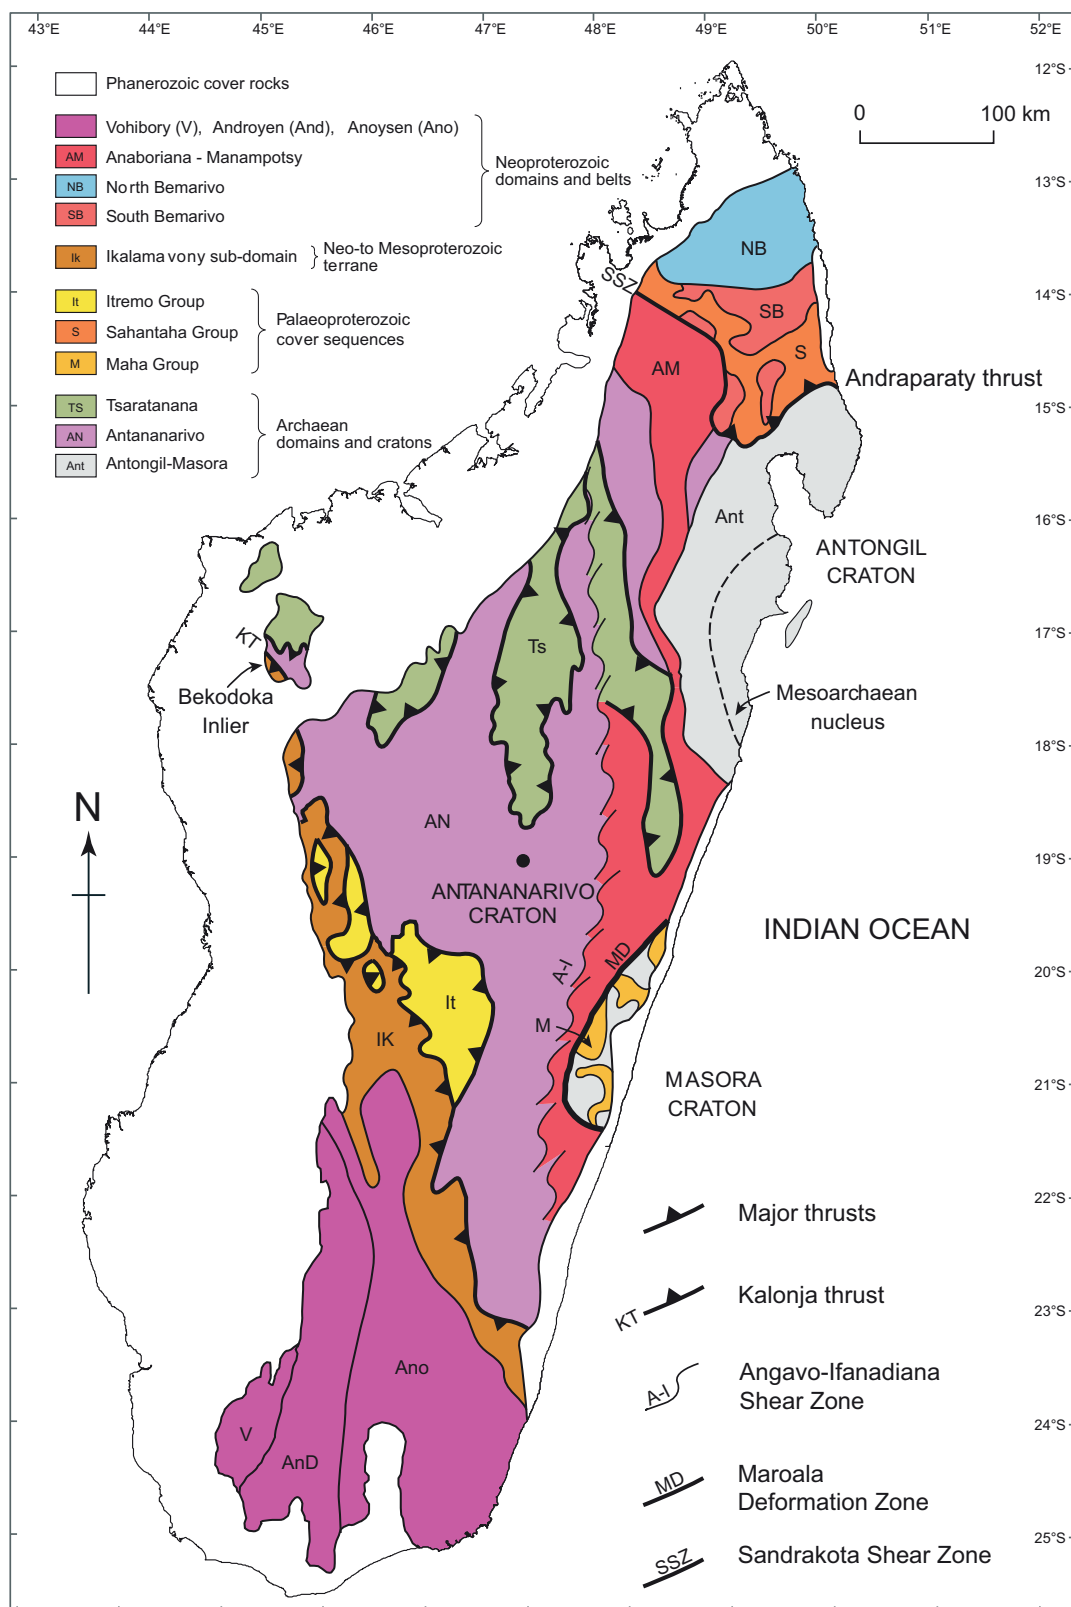 43°E 44°E 45°E 46°E 47°E 48°E 49°E 50°E 51°E 52°E
12°S
13°S
14°S
15°S
16°S
17°S
18°S
19°S
20°S
21°S
22°S
23°S
24°S
25°S
Phanerozoic cover rocks
Vohibory (V), Androyen (And), Anoysen (Ano)
AM Anaboriana - Manampotsy
NB North Bemarivo
SB South Bemarivo
Neoproterozoic
domains and belts
Ik Ikalama vony sub-domain
Neo-to Mesoproterozoic
terrane
It Itremo Group
S Sahantaha Group
M Maha Group
Palaeoproterozoic
cover sequences
TS Tsaratanana
AN Antananarivo
Ant Antongil-Masora
Archaean
domains and cratons
0 100 km
NB
SSZ
SB
S
AM
Andraparaty thrust
Ant
ANTONGIL
CRATON
KT
Bekodoka
Inlier
Ts
Mesoarchaean
nucleus
N
AN
ANTANANARIVO
CRATON
INDIAN OCEAN
A-I
MD
It
M
IK
MASORA
CRATON
Ano
V
AnD
Major thrusts
KT
Kalonja thrust
A-I
Angavo-Ifanadiana
Shear Zone
MD
Maroala
Deformation Zone
SSZ
Sandrakota Shear Zone